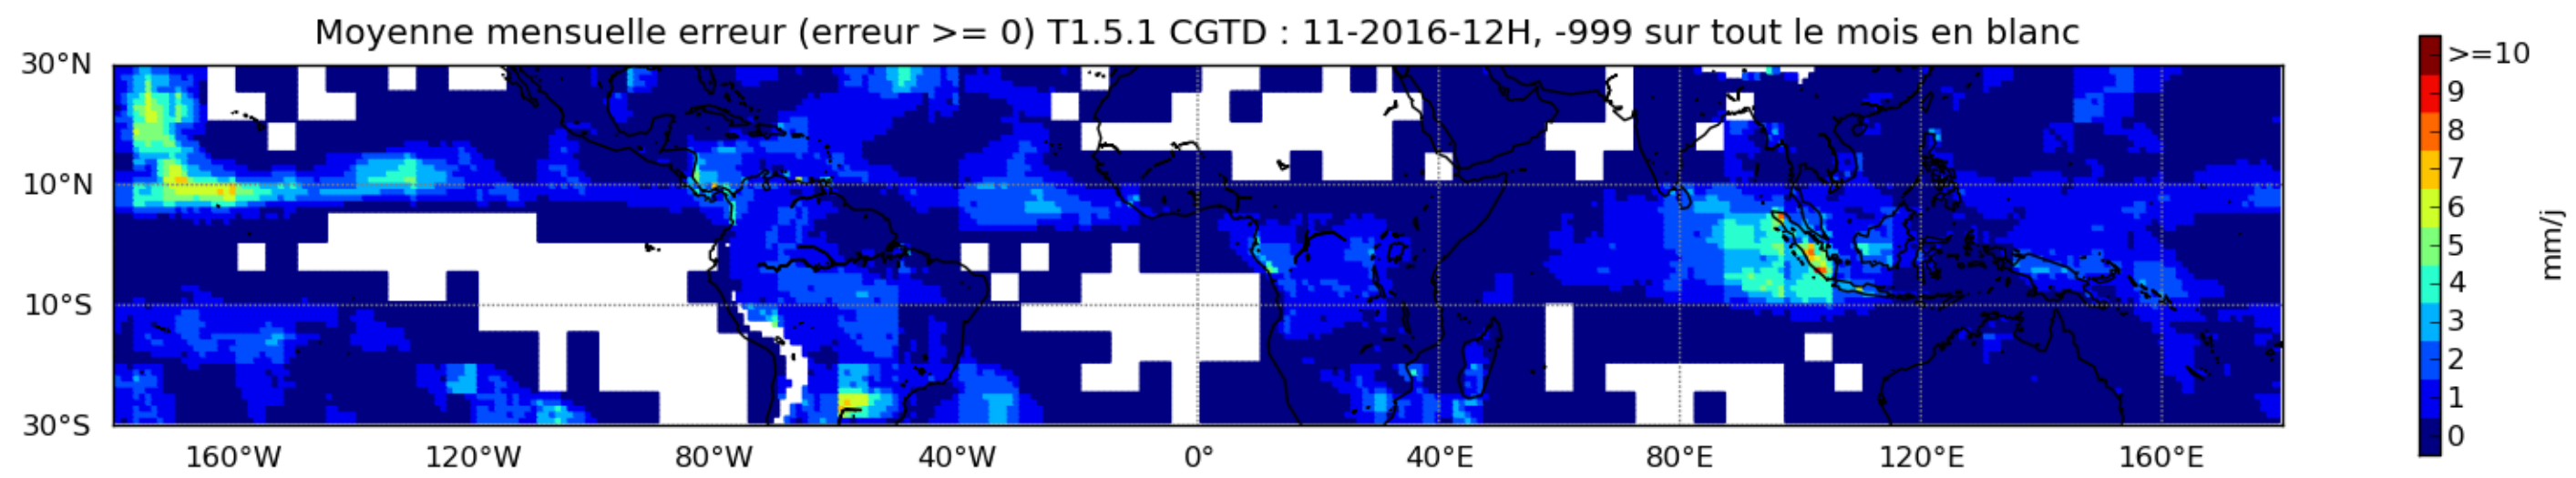 Moyenne mensuelle erreur (erreur >= 0) T1.5.1 CGTD : 11-2016-12H, -999 sur tout le mois en blanc
30°N
10°N
10°S
30°S
160°W 120°W 80°W 40°W 0° 40°E 80°E 120°E 160°E
>=10
9
8
7
6
5
4
3
2
1
0
mm/j